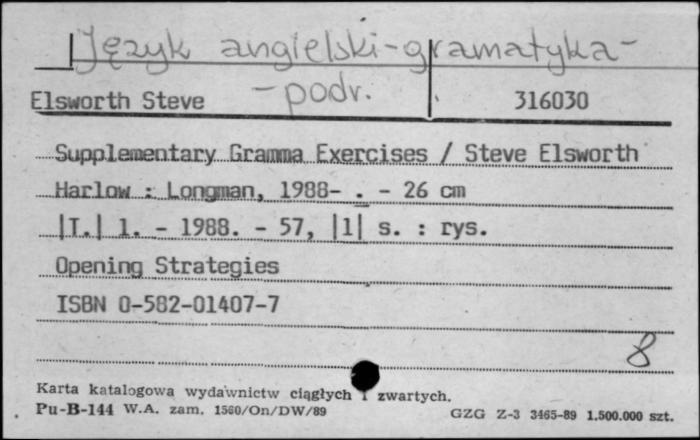 Język angielski-gramatyka-
- podr.
Elsworth Steve 316030
Supplementary Gramma Exercises / Steve Elsworth
Harlow : Longman, 1988- . - 26 cm
|T.| 1. - 1988. - 57, |1| s. : rys.
Opening Strategies
ISBN 0-582-01407-7
8
Karta katalogowa wydawnictw ciągłych i zwartych.
Pu-B-144 W.A. zam. 1560/On/DW/89 GZG Z-3 3465-89 1.500.000 szt.